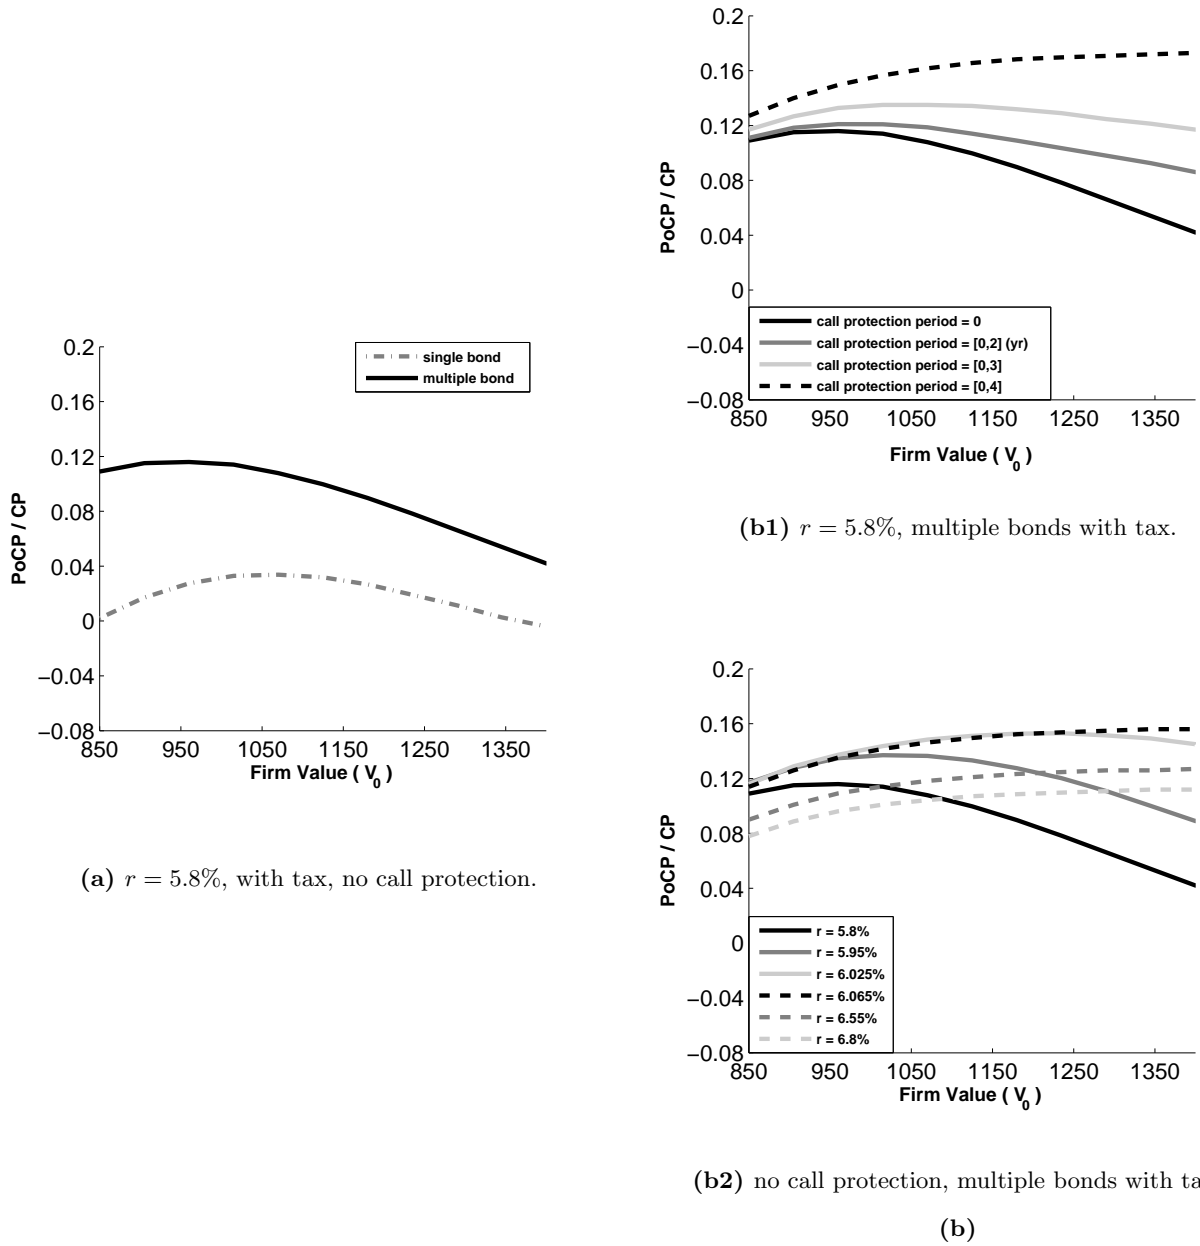 0.2
0.16
0.12
0.08
0.04
0
−0.04
−0.08
850 950 1050 1150 1250 1350
PoCP / CP
Firm Value ( V0 )
single bond
multiple bond
(a) r = 5.8%, with tax, no call protection.
0.2
0.16
0.12
0.08
0.04
0
−0.04
−0.08
850 950 1050 1150 1250 1350
PoCP / CP
Firm Value ( V0 )
call protection period = 0
call protection period = [0,2] (yr)
call protection period = [0,3]
call protection period = [0,4]
(b1) r = 5.8%, multiple bonds with tax.
0.2
0.16
0.12
0.08
0.04
0
−0.04
−0.08
850 950 1050 1150 1250 1350
PoCP / CP
Firm Value ( V0 )
r = 5.8%
r = 5.95%
r = 6.025%
r = 6.065%
r = 6.55%
r = 6.8%
(b2) no call protection, multiple bonds with ta
(b)